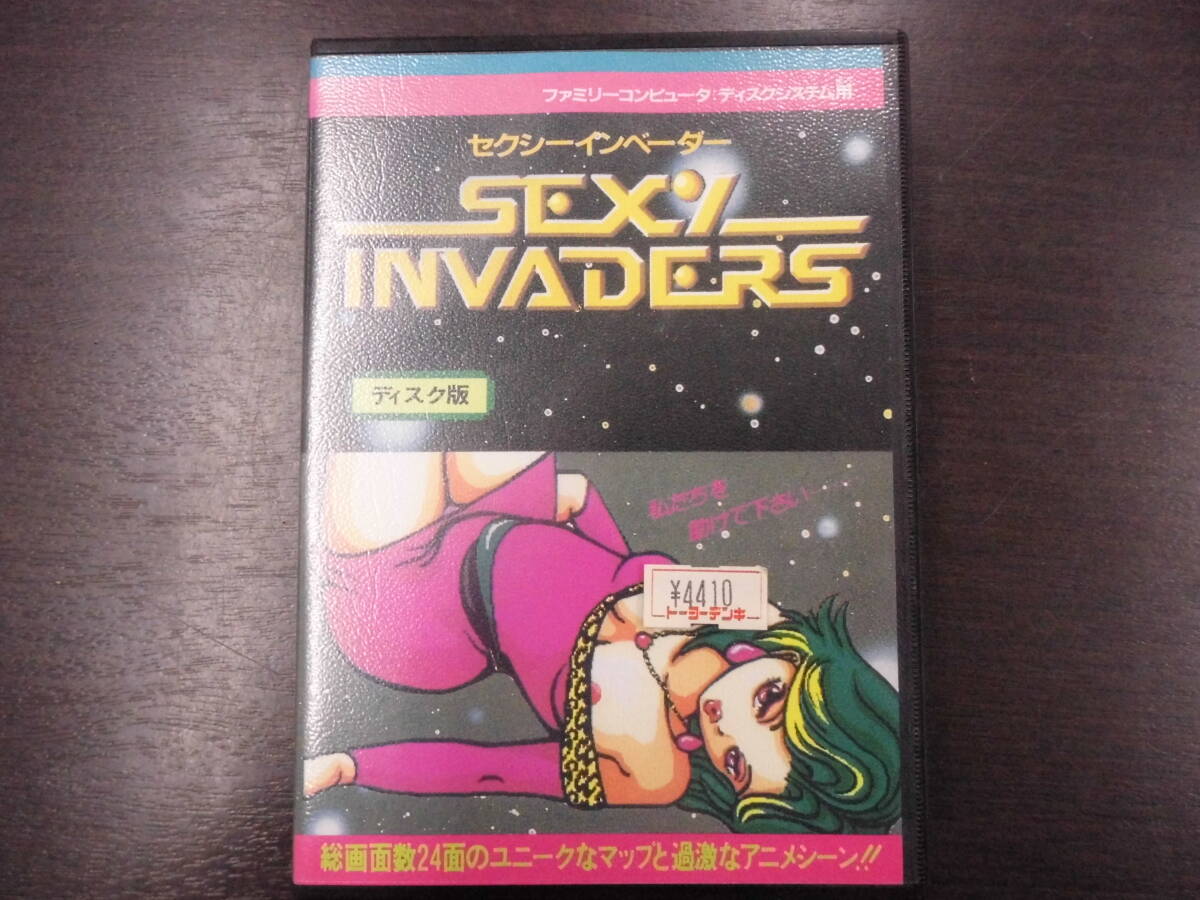 ファミリーコンピュータ:ディスクシステム用
セクシーインベーダー
SEXY
INVADERS
ディスク版
私たちを
助けて下さい……
¥4410
トーヨーデンキ
総画面数24面のユニークなマップと過激なアニメシーン!!